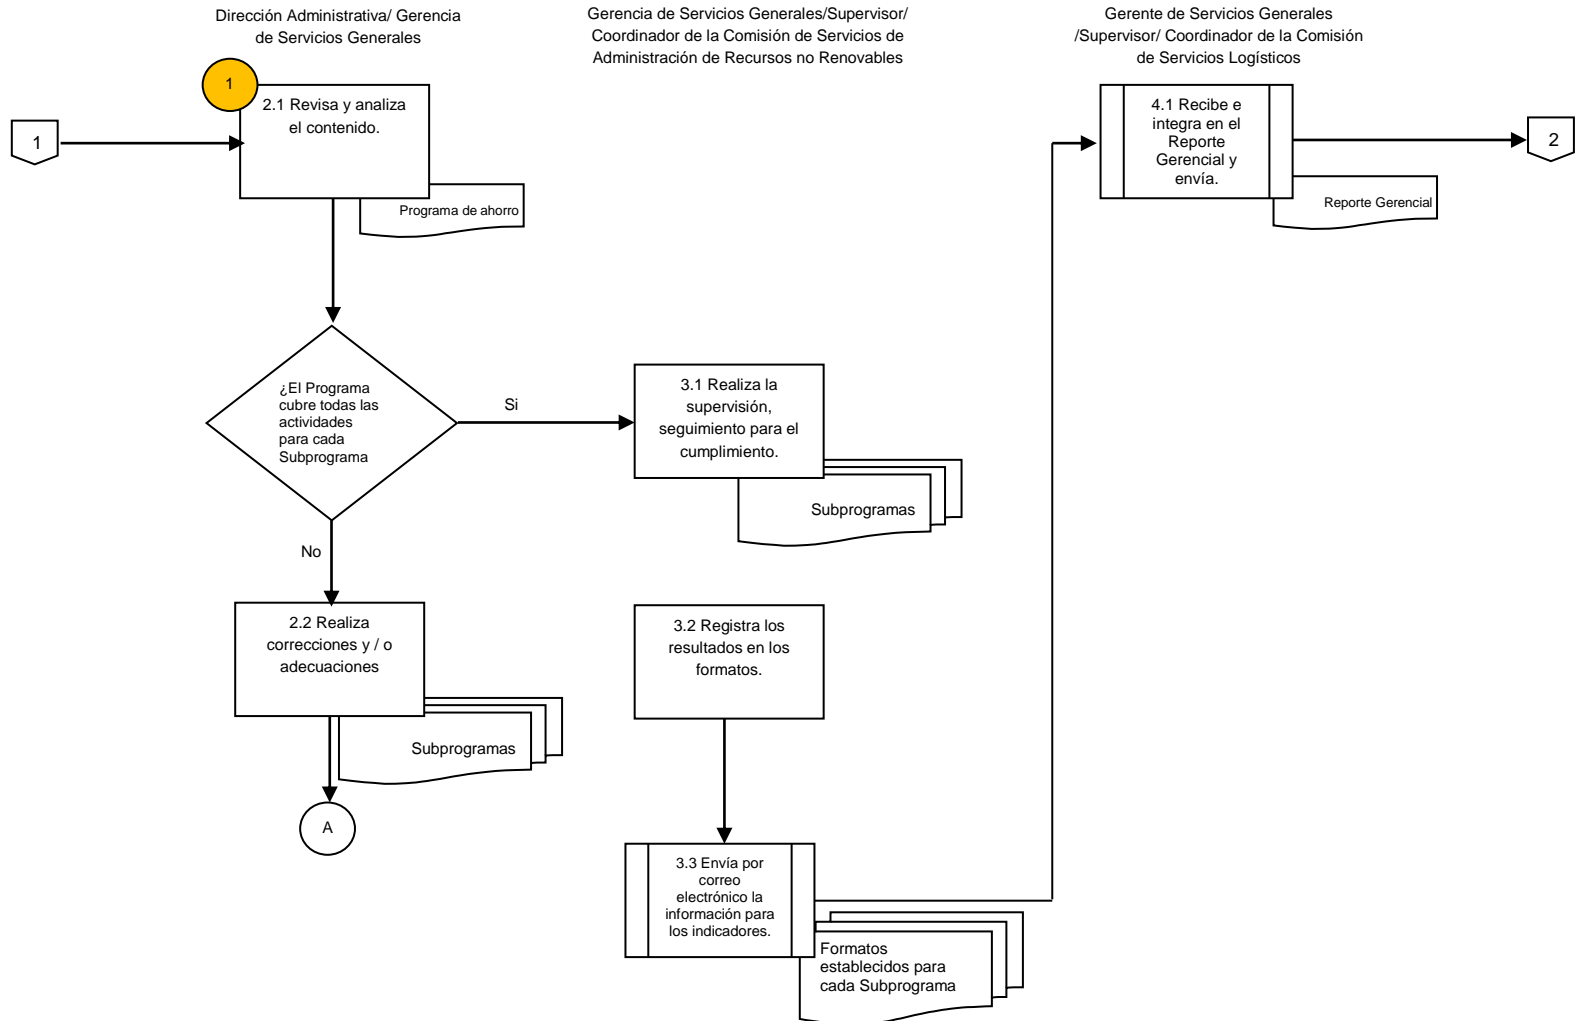 Dirección Administrativa/ Gerencia
de Servicios Generales
Gerencia de Servicios Generales/Supervisor/
Coordinador de la Comisión de Servicios de
Administración de Recursos no Renovables
Gerente de Servicios Generales
/Supervisor/ Coordinador de la Comisión
de Servicios Logísticos
1
1
2.1 Revisa y analiza
el contenido.
Programa de ahorro
4.1 Recibe e
integra en el
Reporte
Gerencial y
envía.
Reporte Gerencial
2
¿El Programa
cubre todas las
actividades
para cada
Subprograma
Si
3.1 Realiza la
supervisión,
seguimiento para el
cumplimiento.
Subprogramas
No
2.2 Realiza
correcciones y / o
adecuaciones
Subprogramas
A
3.2 Registra los
resultados en los
formatos.
3.3 Envía por
correo
electrónico la
información para
los indicadores.
Formatos
establecidos para
cada Subprograma